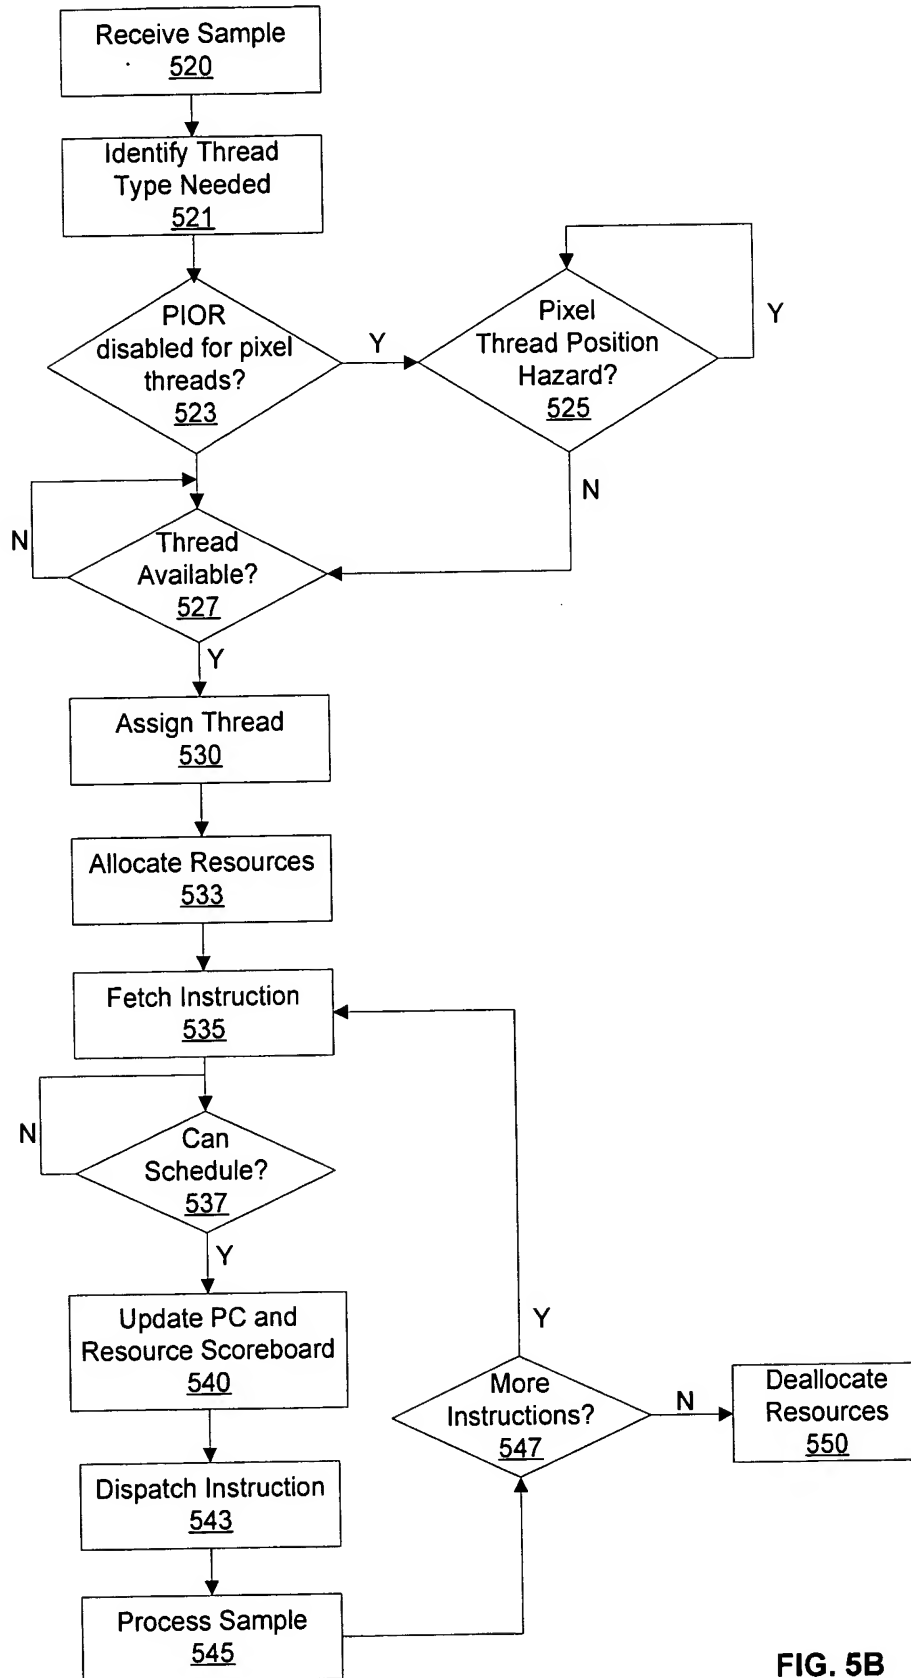 Receive Sample
520
Identify Thread
Type Needed
521
PIOR
disabled for pixel
threads?
523
Y
Pixel
Thread Position
Hazard?
525
Y
N
N
Thread
Available?
527
Y
Assign Thread
530
Allocate Resources
533
Fetch Instruction
535
N
Can
Schedule?
537
Y
Update PC and
Resource Scoreboard
540
Y
More
Instructions?
547
N
Deallocate
Resources
550
Dispatch Instruction
543
Process Sample
545
FIG. 5B